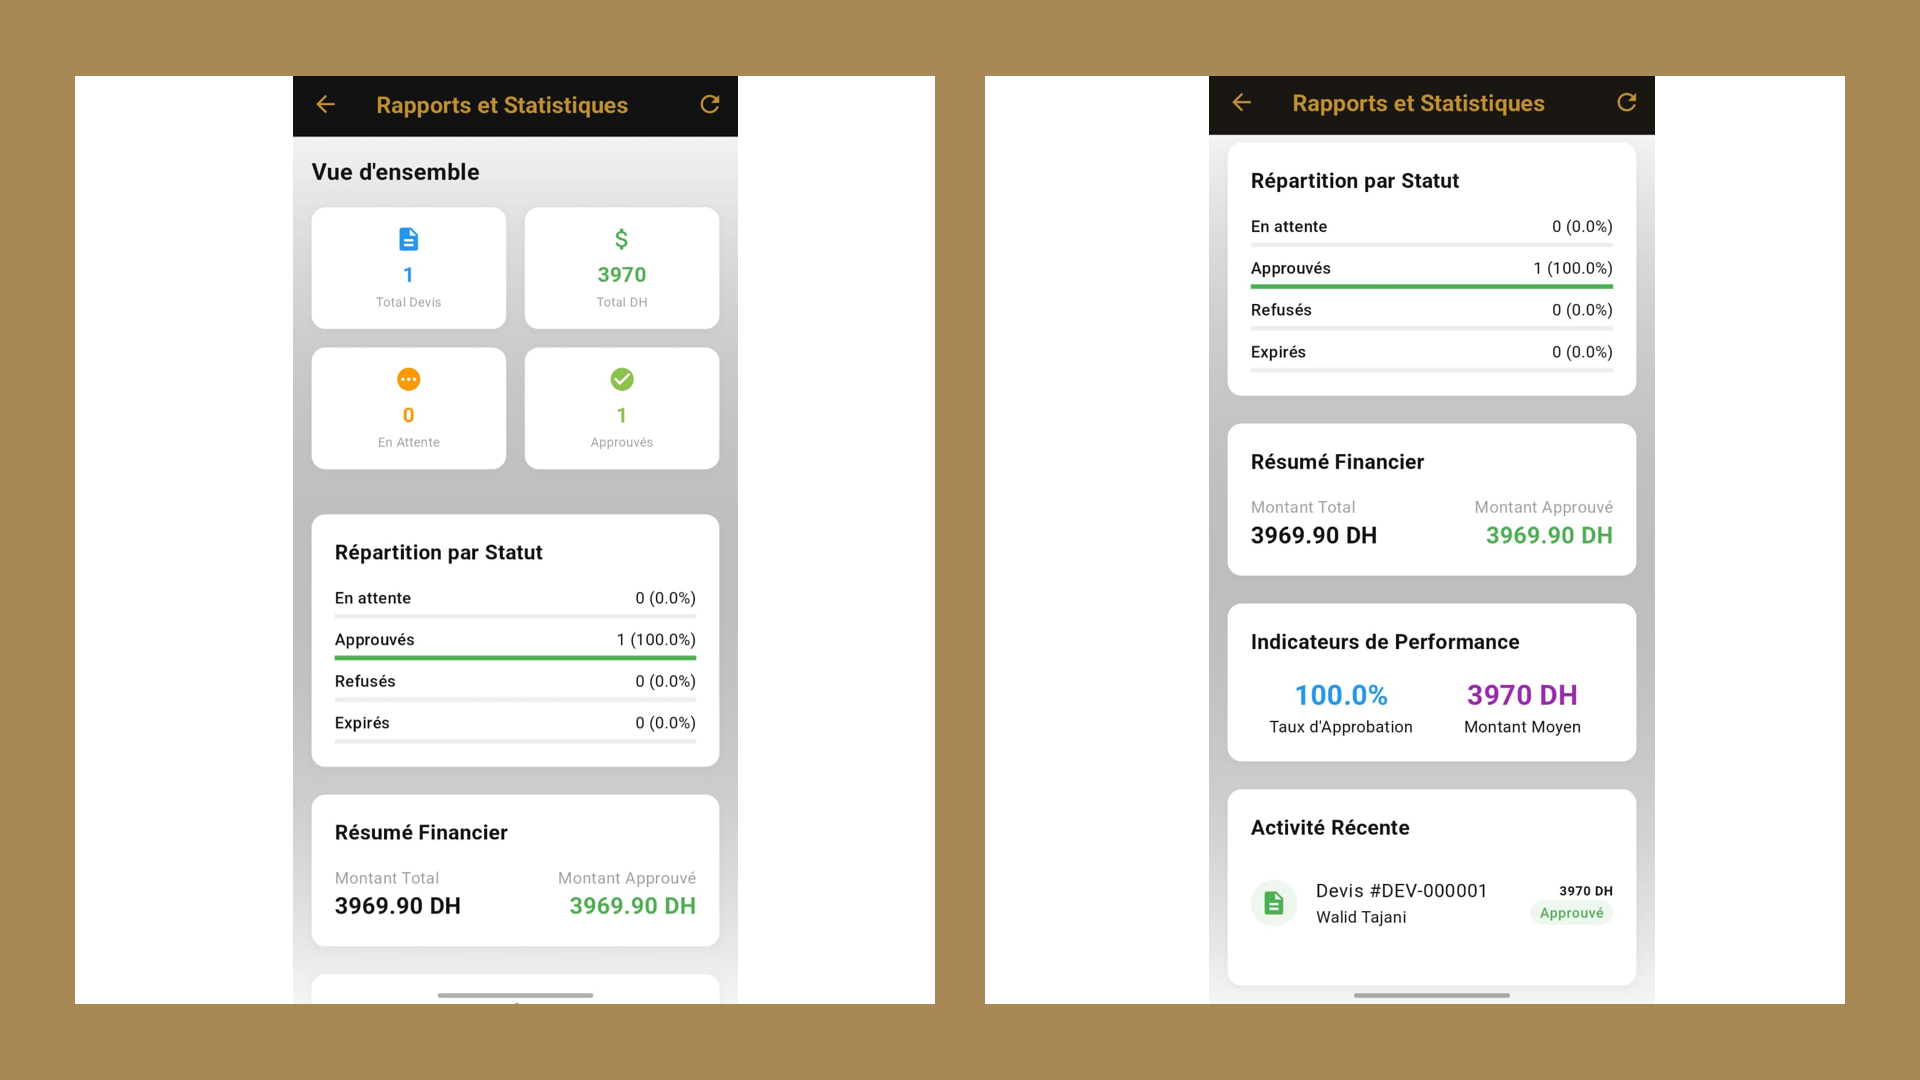 Rapports et Statistiques
Vue d'ensemble
1
Total Devis
3970
Total DH
0
En Attente
1
Approuvés
Répartition par Statut
En attente 0 (0.0%)
Approuvés 1 (100.0%)
Refusés 0 (0.0%)
Expirés 0 (0.0%)
Résumé Financier
Montant Total Montant Approuvé
3969.90 DH 3969.90 DH
Rapports et Statistiques
Répartition par Statut
En attente 0 (0.0%)
Approuvés 1 (100.0%)
Refusés 0 (0.0%)
Expirés 0 (0.0%)
Résumé Financier
Montant Total Montant Approuvé
3969.90 DH 3969.90 DH
Indicateurs de Performance
100.0% 3970 DH
Taux d'Approbation Montant Moyen
Activité Récente
Devis #DEV-000001 3970 DH
Walid Tajani Approuvé